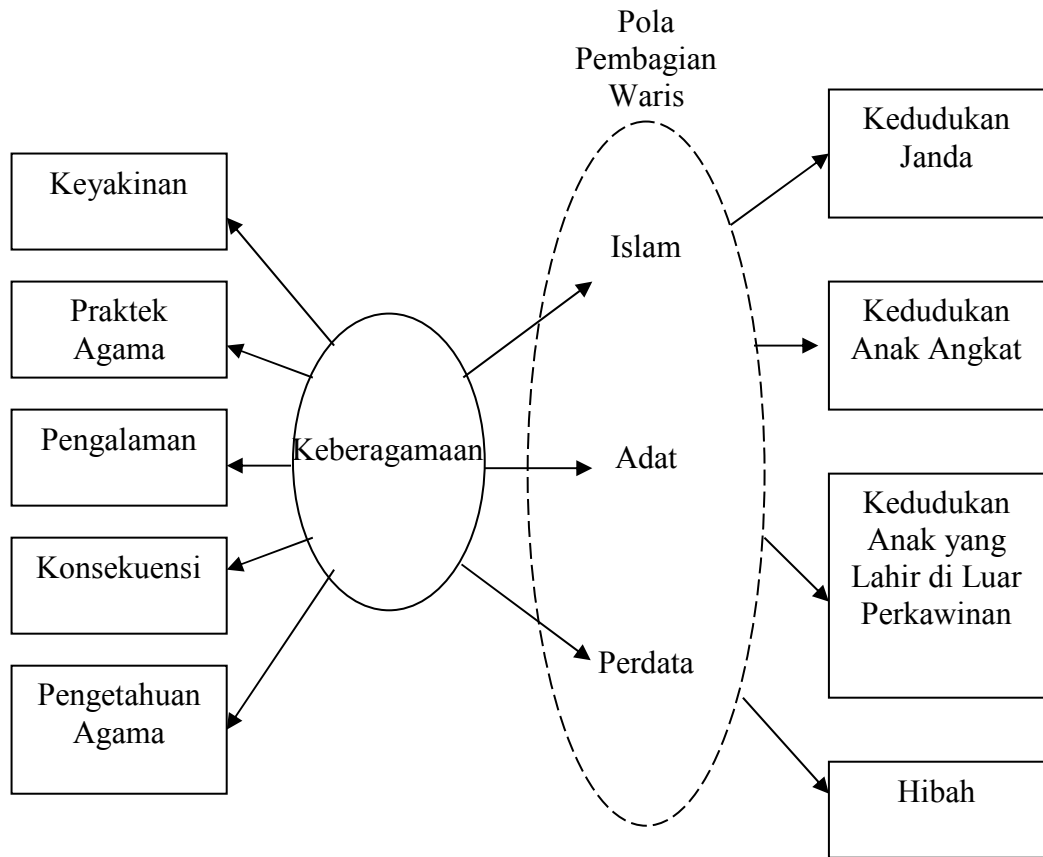 Pola
Pembagian
Waris
Keyakinan
Praktek
Agama
Pengalaman
Konsekuensi
Pengetahuan
Agama
Keberagamaan
Islam
Adat
Perdata
Kedudukan
Janda
Kedudukan
Anak Angkat
Kedudukan
Anak yang
Lahir di Luar
Perkawinan
Hibah